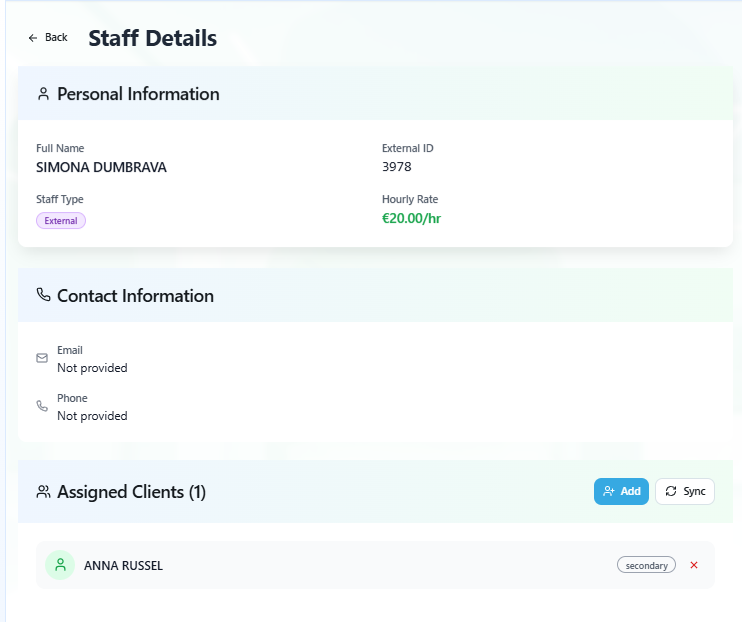 Back
Staff Details
Personal Information
Full Name
SIMONA DUMBRAVA
External ID
3978
Staff Type
External
Hourly Rate
€20.00/hr
Contact Information
Email
Not provided
Phone
Not provided
Assigned Clients (1)
Add
Sync
ANNA RUSSEL
secondary